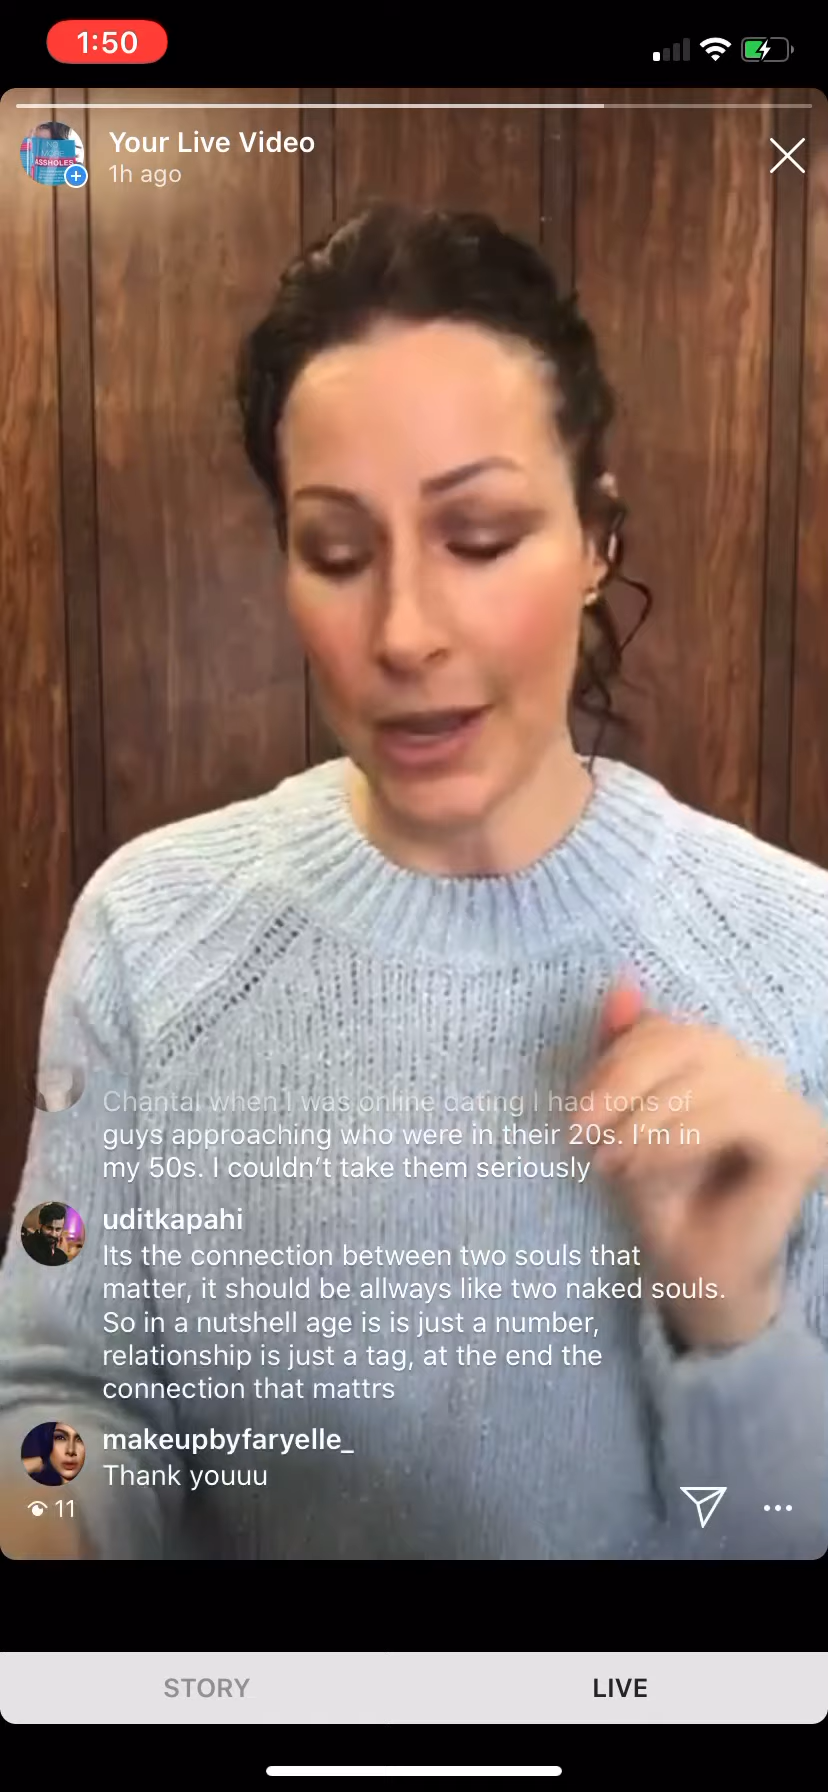 1:50
Your Live Video
1h ago
NO
MORE
ASSHOLES
Chantal when I was online dating I had tons of
guys approaching who were in their 20s. I’m in
my 50s. I couldn’t take them seriously
uditkapahi
Its the connection between two souls that
matter, it should be allways like two naked souls.
So in a nutshell age is is just a number,
relationship is just a tag, at the end the
connection that mattrs
makeupbyfaryelle_
Thank youuu
11
STORY
LIVE